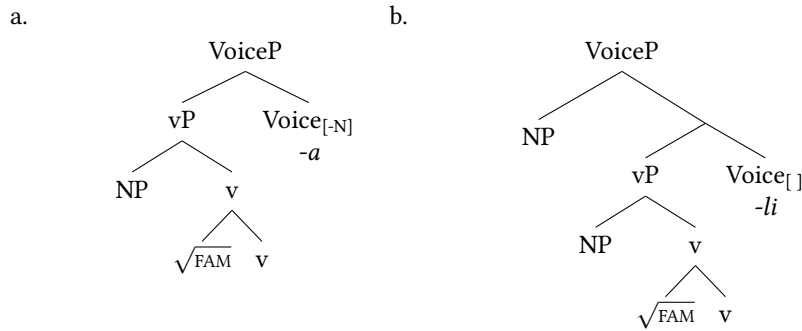 a.
VoiceP
vP Voice[-N]
-a
NP v
√FAM v
b.
VoiceP
NP
vP Voice[ ]
-li
NP v
√FAM v